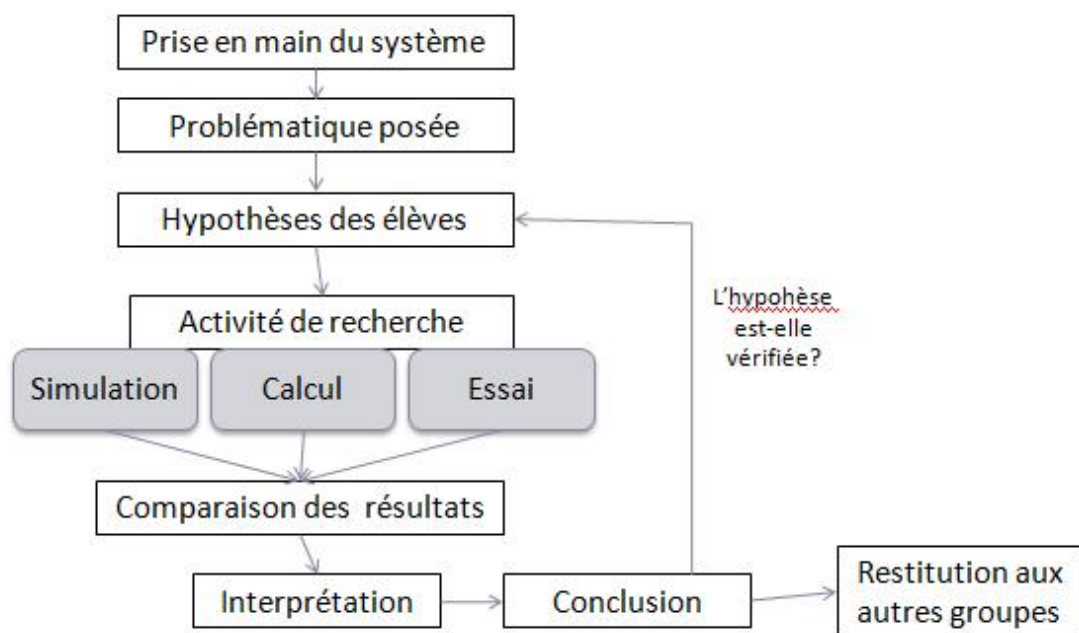 Prise en main du système
Problématique posée
Hypothèses des élèves
L'hypohèse
est-elle
vérifiée?
Activité de recherche
Simulation
Calcul
Essai
Comparaison des résultats
Interprétation
Conclusion
Restitution aux
autres groupes